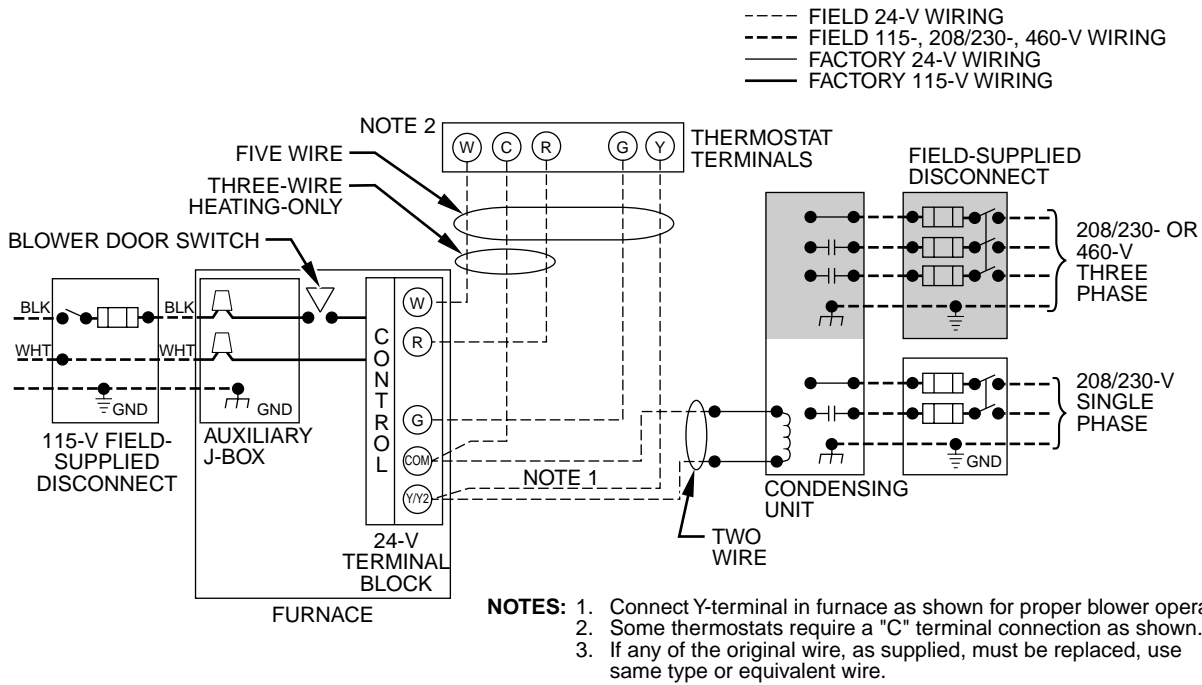 FIELD 24-V WIRING
FIELD 115-, 208/230-, 460-V WIRING
FACTORY 24-V WIRING
FACTORY 115-V WIRING
NOTE 2
W
C
R
G
Y
THERMOSTAT
TERMINALS
FIVE WIRE
THREE-WIRE
HEATING-ONLY
BLOWER DOOR SWITCH
FIELD-SUPPLIED
DISCONNECT
208/230- OR
460-V
THREE
PHASE
BLK
BLK
WHT
WHT
GND
GND
115-V FIELD-
SUPPLIED
DISCONNECT
AUXILIARY
J-BOX
CONTROL
W
R
G
COM
Y/Y2
24-V
TERMINAL
BLOCK
FURNACE
NOTE 1
TWO
WIRE
CONDENSING
UNIT
208/230-V
SINGLE
PHASE
GND
NOTES: 1. Connect Y-terminal in furnace as shown for proper blower opera
2. Some thermostats require a "C" terminal connection as shown.
3. If any of the original wire, as supplied, must be replaced, use
same type or equivalent wire.